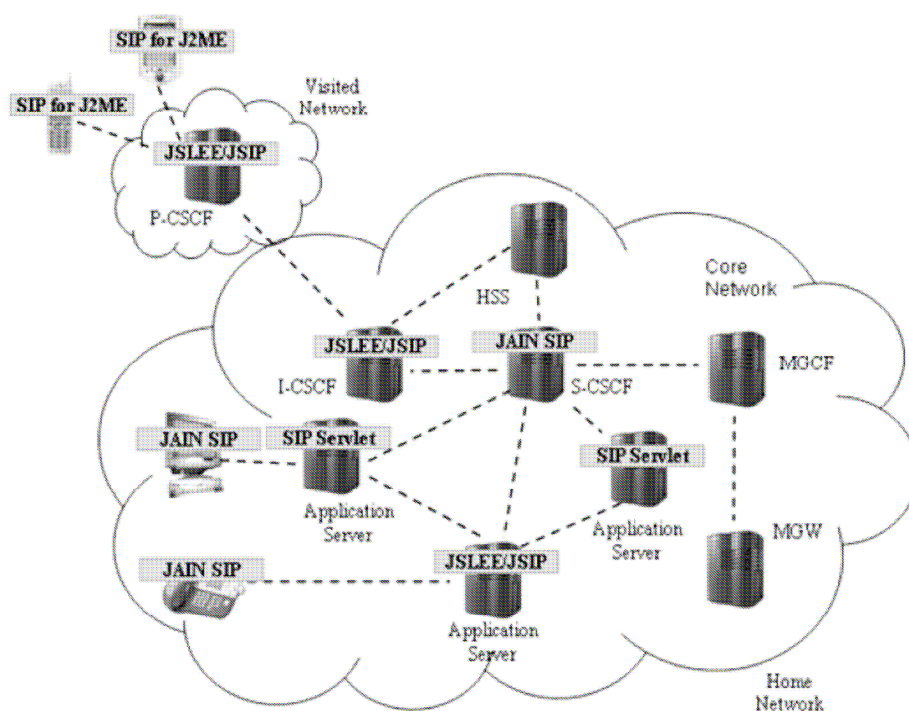 SIP for J2ME
SIP for J2ME
Visited
Network
JSLEE/JSIP
P-CSCF
HSS
Core
Network
JSLEE/JSIP
JAIN SIP
I-CSCF
S-CSCF
MGCF
JAIN SIP
SIP Servlet
SIP Servlet
Application
Server
Application
Server
MGW
JAIN SIP
JSLEE/JSIP
Application
Server
Home
Network